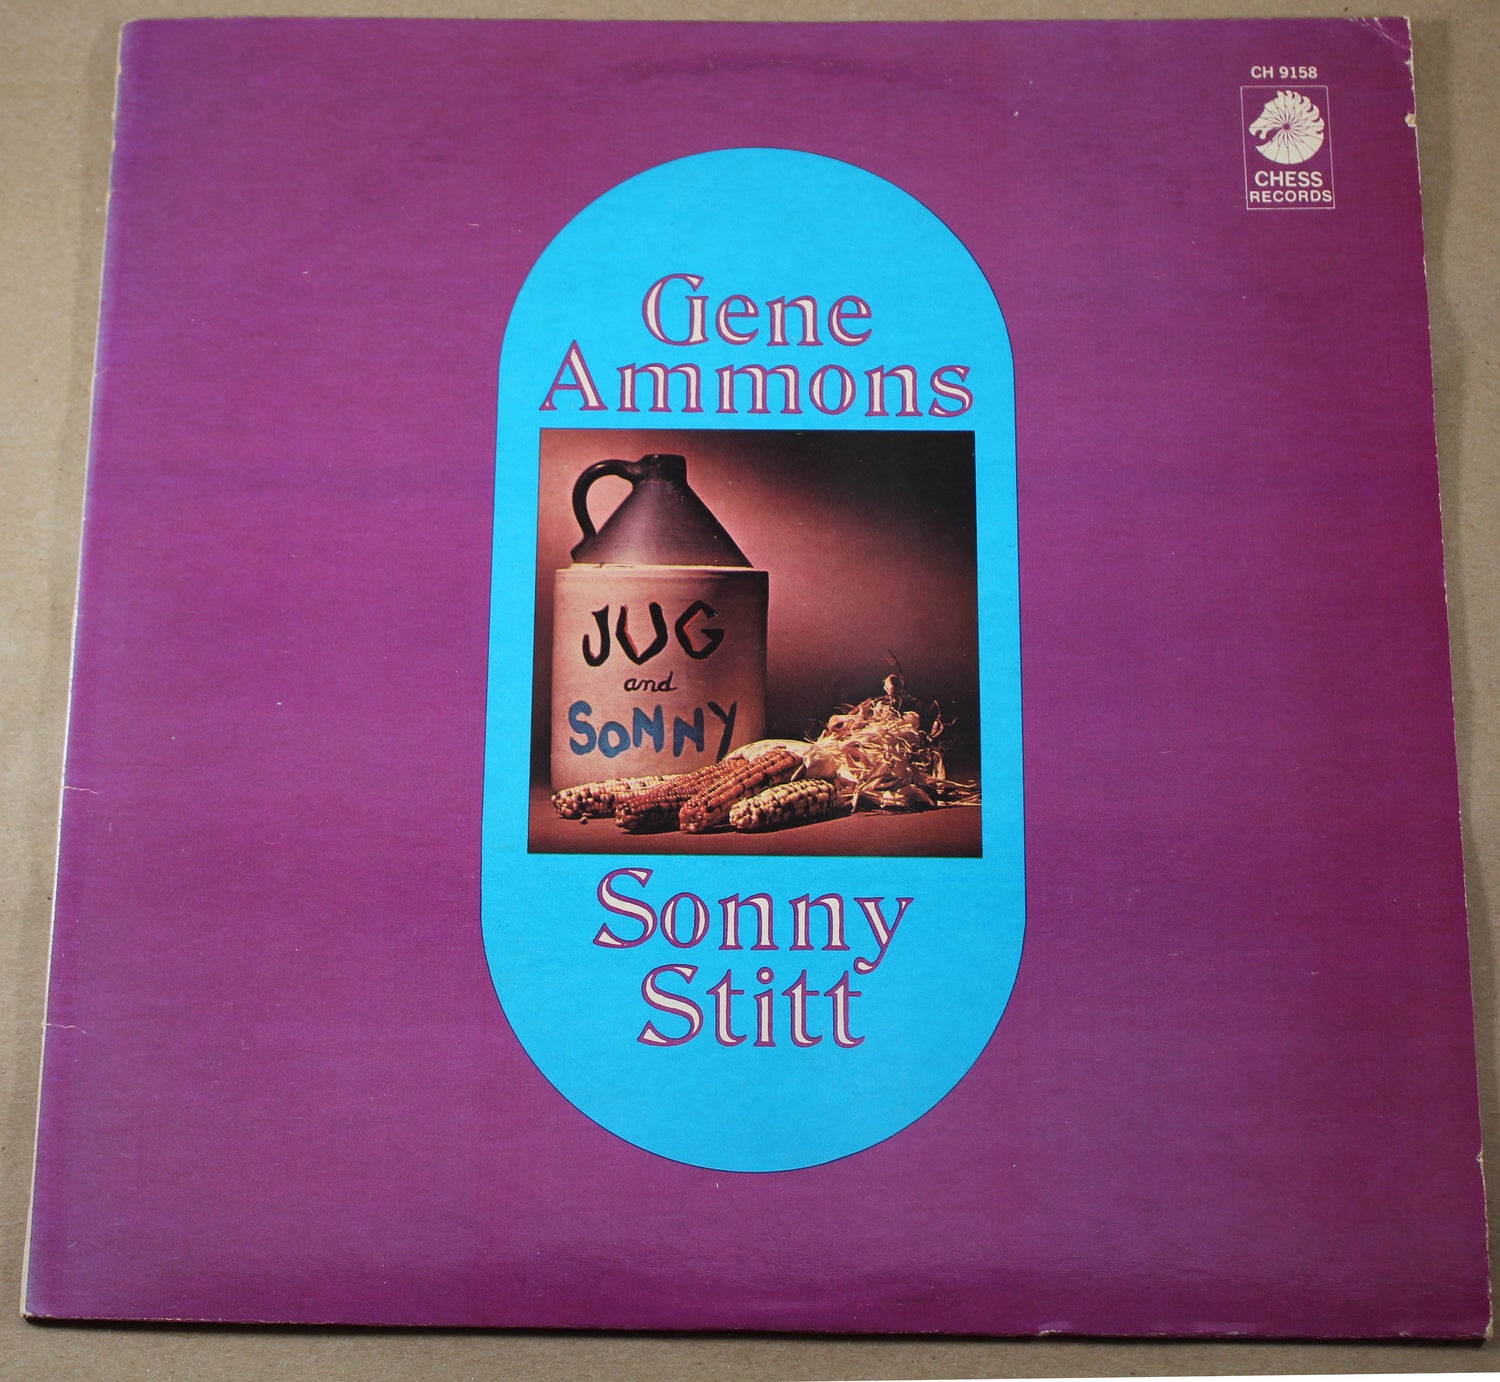 CH 9158
CHESS
RECORDS
Gene
Ammons
JUG
and
SONNY
Sonny
Stitt